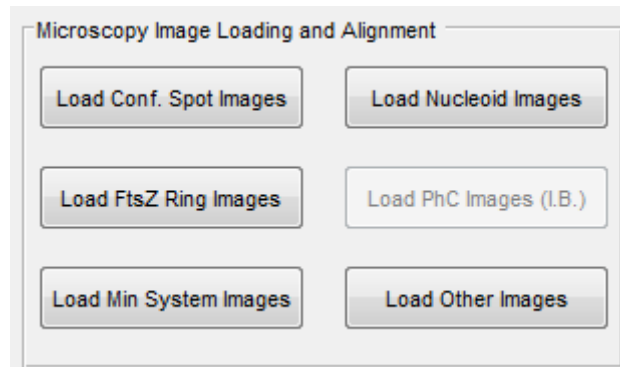 Microscopy Image Loading and Alignment
Load Conf. Spot Images
Load Nucleoid Images
Load FtsZ Ring Images
Load PhC Images (I.B.)
Load Min System Images
Load Other Images